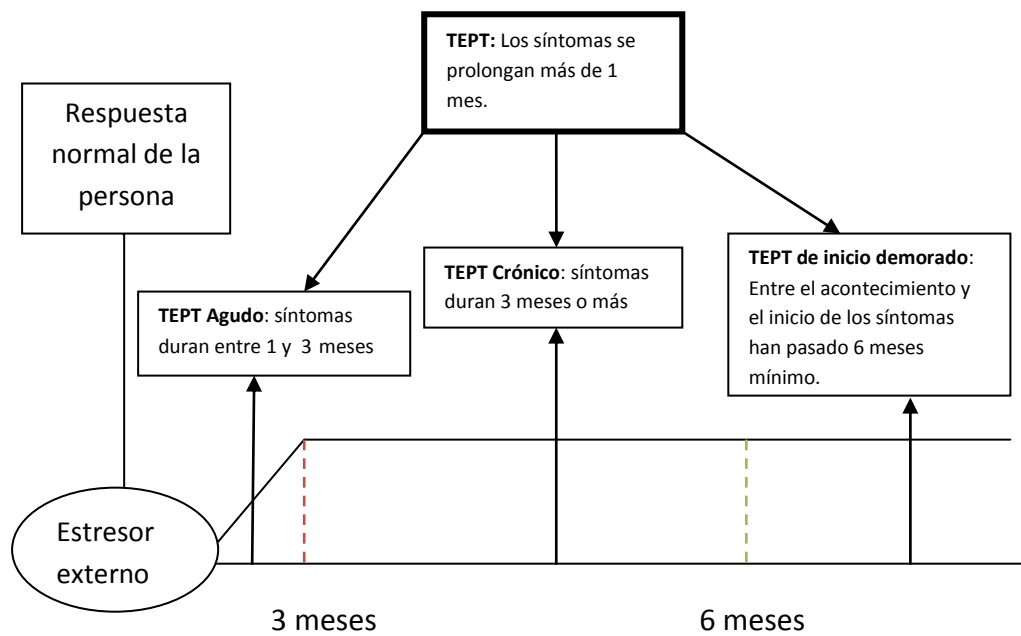 TEPT: Los síntomas se
prolongan más de 1
mes.
Respuesta
normal de la
persona
TEPT Agudo: síntomas
duran entre 1 y 3 meses
TEPT Crónico: síntomas
duran 3 meses o más
TEPT de inicio demorado:
Entre el acontecimiento y
el inicio de los síntomas
han pasado 6 meses
mínimo.
Estresor
externo
3 meses
6 meses